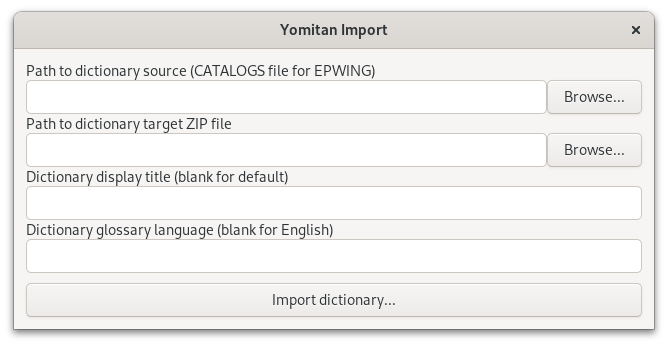 Yomitan Import
Path to dictionary source (CATALOGS file for EPWING)
Browse...
Path to dictionary target ZIP file
Browse...
Dictionary display title (blank for default)
Dictionary glossary language (blank for English)
Import dictionary...